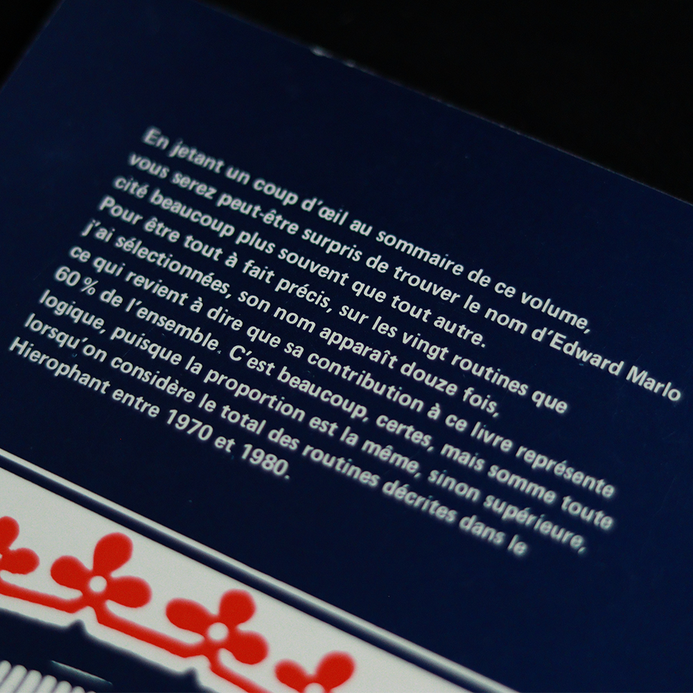 En jetant un coup d'œil au sommaire de ce volume,
vous serez peut-être surpris de trouver le nom d'Edward Marlo
cité beaucoup plus souvent que tout autre.
Pour être tout à fait précis, sur les vingt routines que
j'ai sélectionnées, son nom apparaît douze fois,
ce qui revient à dire que sa contribution à ce livre représente
60 % de l'ensemble. C'est beaucoup, certes, mais somme toute
logique, puisque la proportion est la même, sinon supérieure,
lorsqu'on considère le total des routines décrites dans le
Hierophant entre 1970 et 1980.